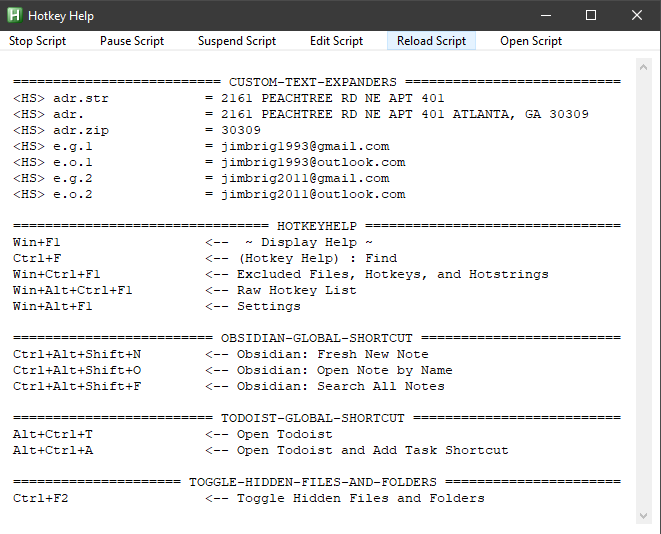 Hotkey Help
Stop Script Pause Script Suspend Script Edit Script Reload Script Open Script
========================== CUSTOM-TEXT-EXPANDERS ===========================
<HS> adr.str = 2161 PEACHTREE RD NE APT 401
<HS> adr. = 2161 PEACHTREE RD NE APT 401 ATLANTA, GA 30309
<HS> adr.zip = 30309
<HS> e.g.1 = jimbrig1993@gmail.com
<HS> e.o.1 = jimbrig1993@outlook.com
<HS> e.g.2 = jimbrig2011@gmail.com
<HS> e.o.2 = jimbrig2011@outlook.com
================================ HOTKEYHELP ================================
Win+F1 <-- ~ Display Help ~
Ctrl+F <-- (Hotkey Help) : Find
Win+Ctrl+F1 <-- Excluded Files, Hotkeys, and Hotstrings
Win+Alt+Ctrl+F1 <-- Raw Hotkey List
Win+Alt+F1 <-- Settings
========================= OBSIDIAN-GLOBAL-SHORTCUT =========================
Ctrl+Alt+Shift+N <-- Obsidian: Fresh New Note
Ctrl+Alt+Shift+O <-- Obsidian: Open Note by Name
Ctrl+Alt+Shift+F <-- Obsidian: Search All Notes
========================= TODOIST-GLOBAL-SHORTCUT ==========================
Alt+Ctrl+T <-- Open Todoist
Alt+Ctrl+A <-- Open Todoist and Add Task Shortcut
===================== TOGGLE-HIDDEN-FILES-AND-FOLDERS ======================
Ctrl+F2 <-- Toggle Hidden Files and Folders